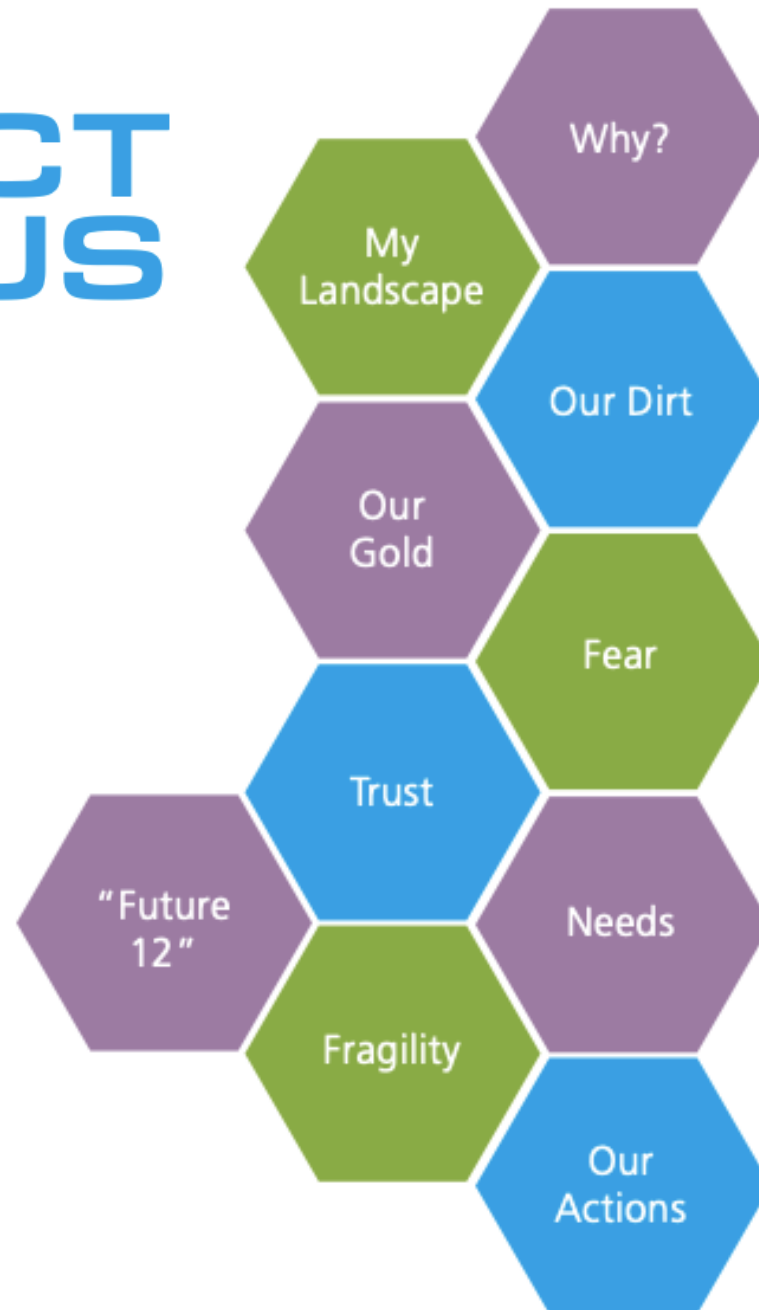 CT
US
Why?
My
Landscape
Our Dirt
Our
Gold
Fear
Trust
“Future
12”
Needs
Fragility
Our
Actions